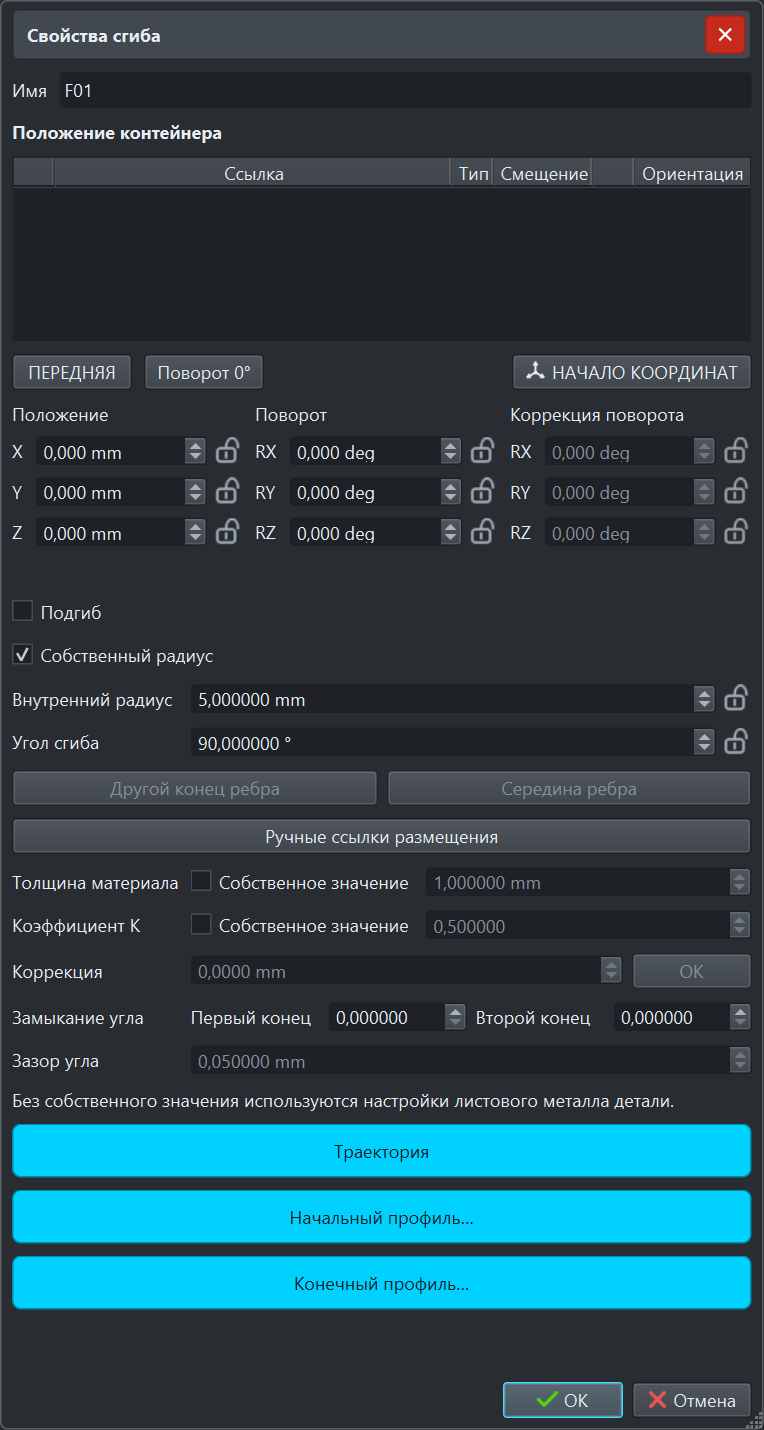 Свойства сгиба
Имя F01
Положение контейнера
Ссылка Тип Смещение Ориентация
ПЕРЕДНЯЯ Поворот 0° НАЧАЛО КООРДИНАТ
Положение Поворот Коррекция поворота
X 0,000 mm RX 0,000 deg RX 0,000 deg
Y 0,000 mm RY 0,000 deg RY 0,000 deg
Z 0,000 mm RZ 0,000 deg RZ 0,000 deg
Подгиб
Собственный радиус
Внутренний радиус 5,000000 mm
Угол сгиба 90,000000 °
Другой конец ребра Середина ребра
Ручные ссылки размещения
Толщина материала Собственное значение 1,000000 mm
Коэффициент К Собственное значение 0,500000
Коррекция 0,0000 mm OK
Замыкание угла Первый конец 0,000000 Второй конец 0,000000
Зазор угла 0,050000 mm
Без собственного значения используются настройки листового металла детали.
Траектория
Начальный профиль...
Конечный профиль...
OK Отмена